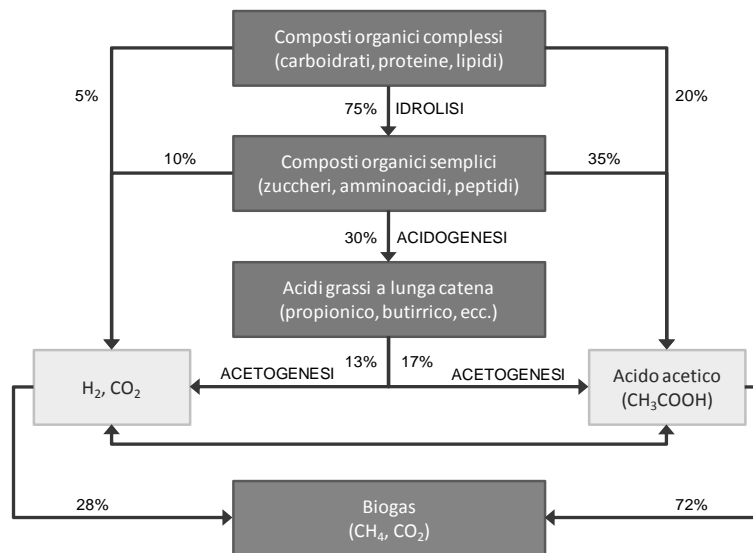 Composti organici complessi
(carboidrati, proteine, lipidi)
5%
20%
75% IDROLISI
10%
Composti organici semplici
(zuccheri, amminoacidi, peptidi)
35%
30% ACIDOGENESI
Acidi grassi a lunga catena
(propionico, butirrico, ecc.)
13% 17%
ACETOGENESI ACETOGENESI
H₂, CO₂
Acido acetico
(CH₃COOH)
28%
Biogas
(CH₄, CO₂)
72%